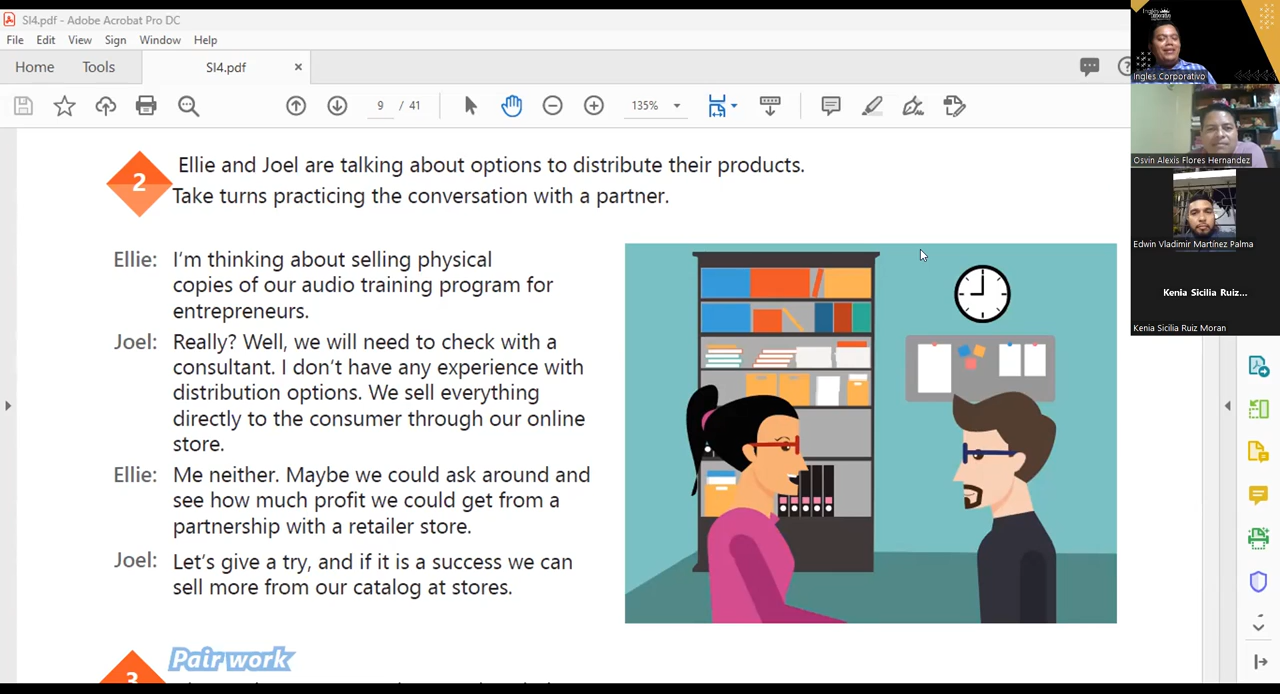 SI4.pdf - Adobe Acrobat Pro DC
File Edit View Sign Window Help
Home Tools SI4.pdf ×
9 / 41 135%
2
Ellie and Joel are talking about options to distribute their products.
Take turns practicing the conversation with a partner.
Ellie: I'm thinking about selling physical
copies of our audio training program for
entrepreneurs.
Joel: Really? Well, we will need to check with a
consultant. I don't have any experience with
distribution options. We sell everything
directly to the consumer through our online
store.
Ellie: Me neither. Maybe we could ask around and
see how much profit we could get from a
partnership with a retailer store.
Joel: Let's give a try, and if it is a success we can
sell more from our catalog at stores.
Pair work
3
Ingles Corporativo
Osvin Alexis Flores Hernandez
Edwin Vladimir Martínez Palma
Kenia Sicilia Ruiz...
Kenia Sicilia Ruiz Moran